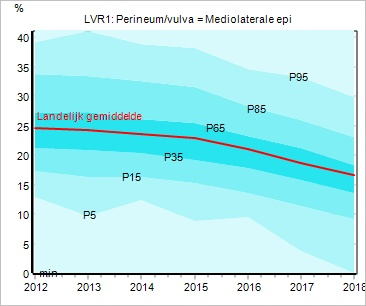 %
LVR1: Perineum/vulva = Mediolaterale epi
40
35
30
25
20
15
10
5
0
P95
P85
Landelijk gemiddelde
P65
P35
P15
P5
min
2012 2013 2014 2015 2016 2017 2018